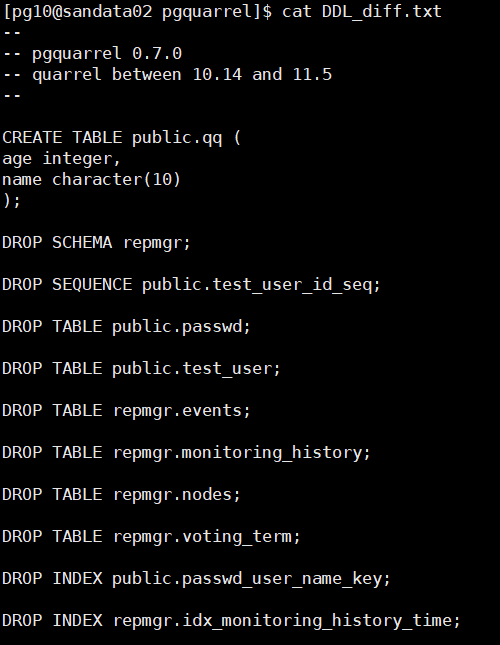 [pg10@sandata02 pgquarrel]$ cat DDL_diff.txt
--
-- pgquarrel 0.7.0
-- quarrel between 10.14 and 11.5
--
CREATE TABLE public.qq (
age integer,
name character(10)
);
DROP SCHEMA repmgr;
DROP SEQUENCE public.test_user_id_seq;
DROP TABLE public.passwd;
DROP TABLE public.test_user;
DROP TABLE repmgr.events;
DROP TABLE repmgr.monitoring_history;
DROP TABLE repmgr.nodes;
DROP TABLE repmgr.voting_term;
DROP INDEX public.passwd_user_name_key;
DROP INDEX repmgr.idx_monitoring_history_time;